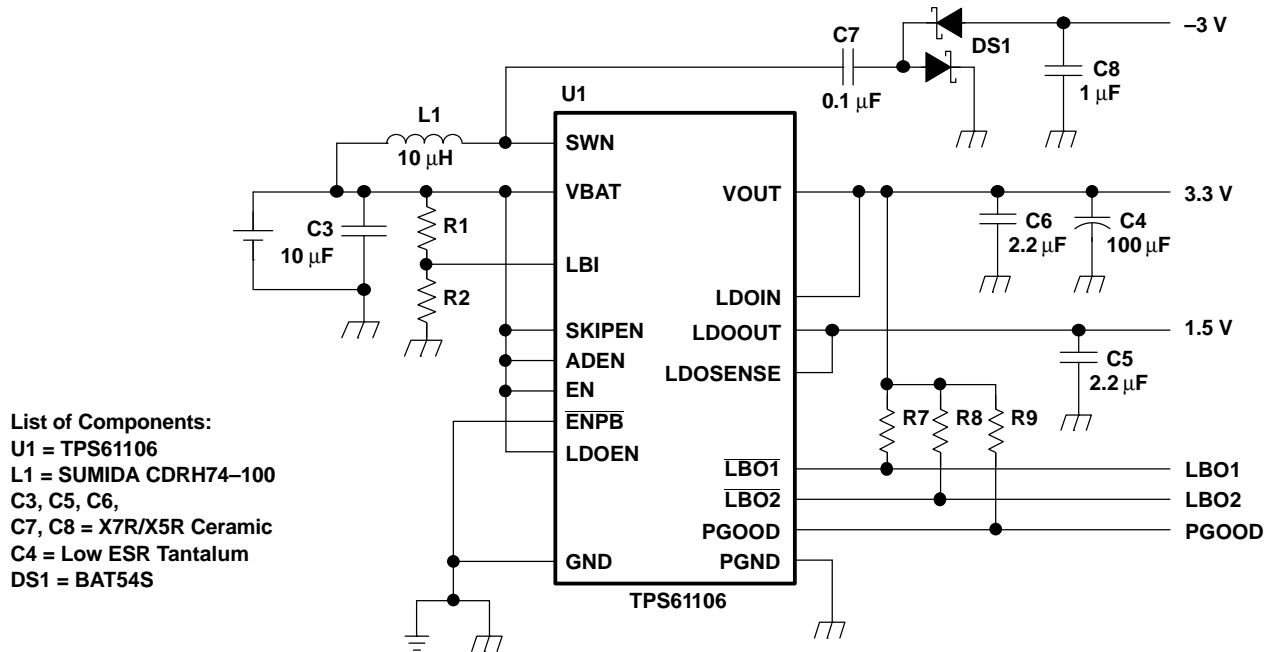 C7
0.1 μF
DS1
–3 V
C8
1 μF
U1
L1
10 μH
SWN
VBAT
VOUT
3.3 V
C3
10 μF
R1
C6
2.2 μF
C4
100 μF
LBI
R2
LDOIN
SKIPEN
LDOOUT
1.5 V
ADEN
LDOSENSE
C5
2.2 μF
EN
ENPB
R7
R8
R9
LDOEN
LBO1
LBO1
LBO2
LBO2
PGOOD
PGOOD
GND
PGND
TPS61106
List of Components:
U1 = TPS61106
L1 = SUMIDA CDRH74–100
C3, C5, C6,
C7, C8 = X7R/X5R Ceramic
C4 = Low ESR Tantalum
DS1 = BAT54S